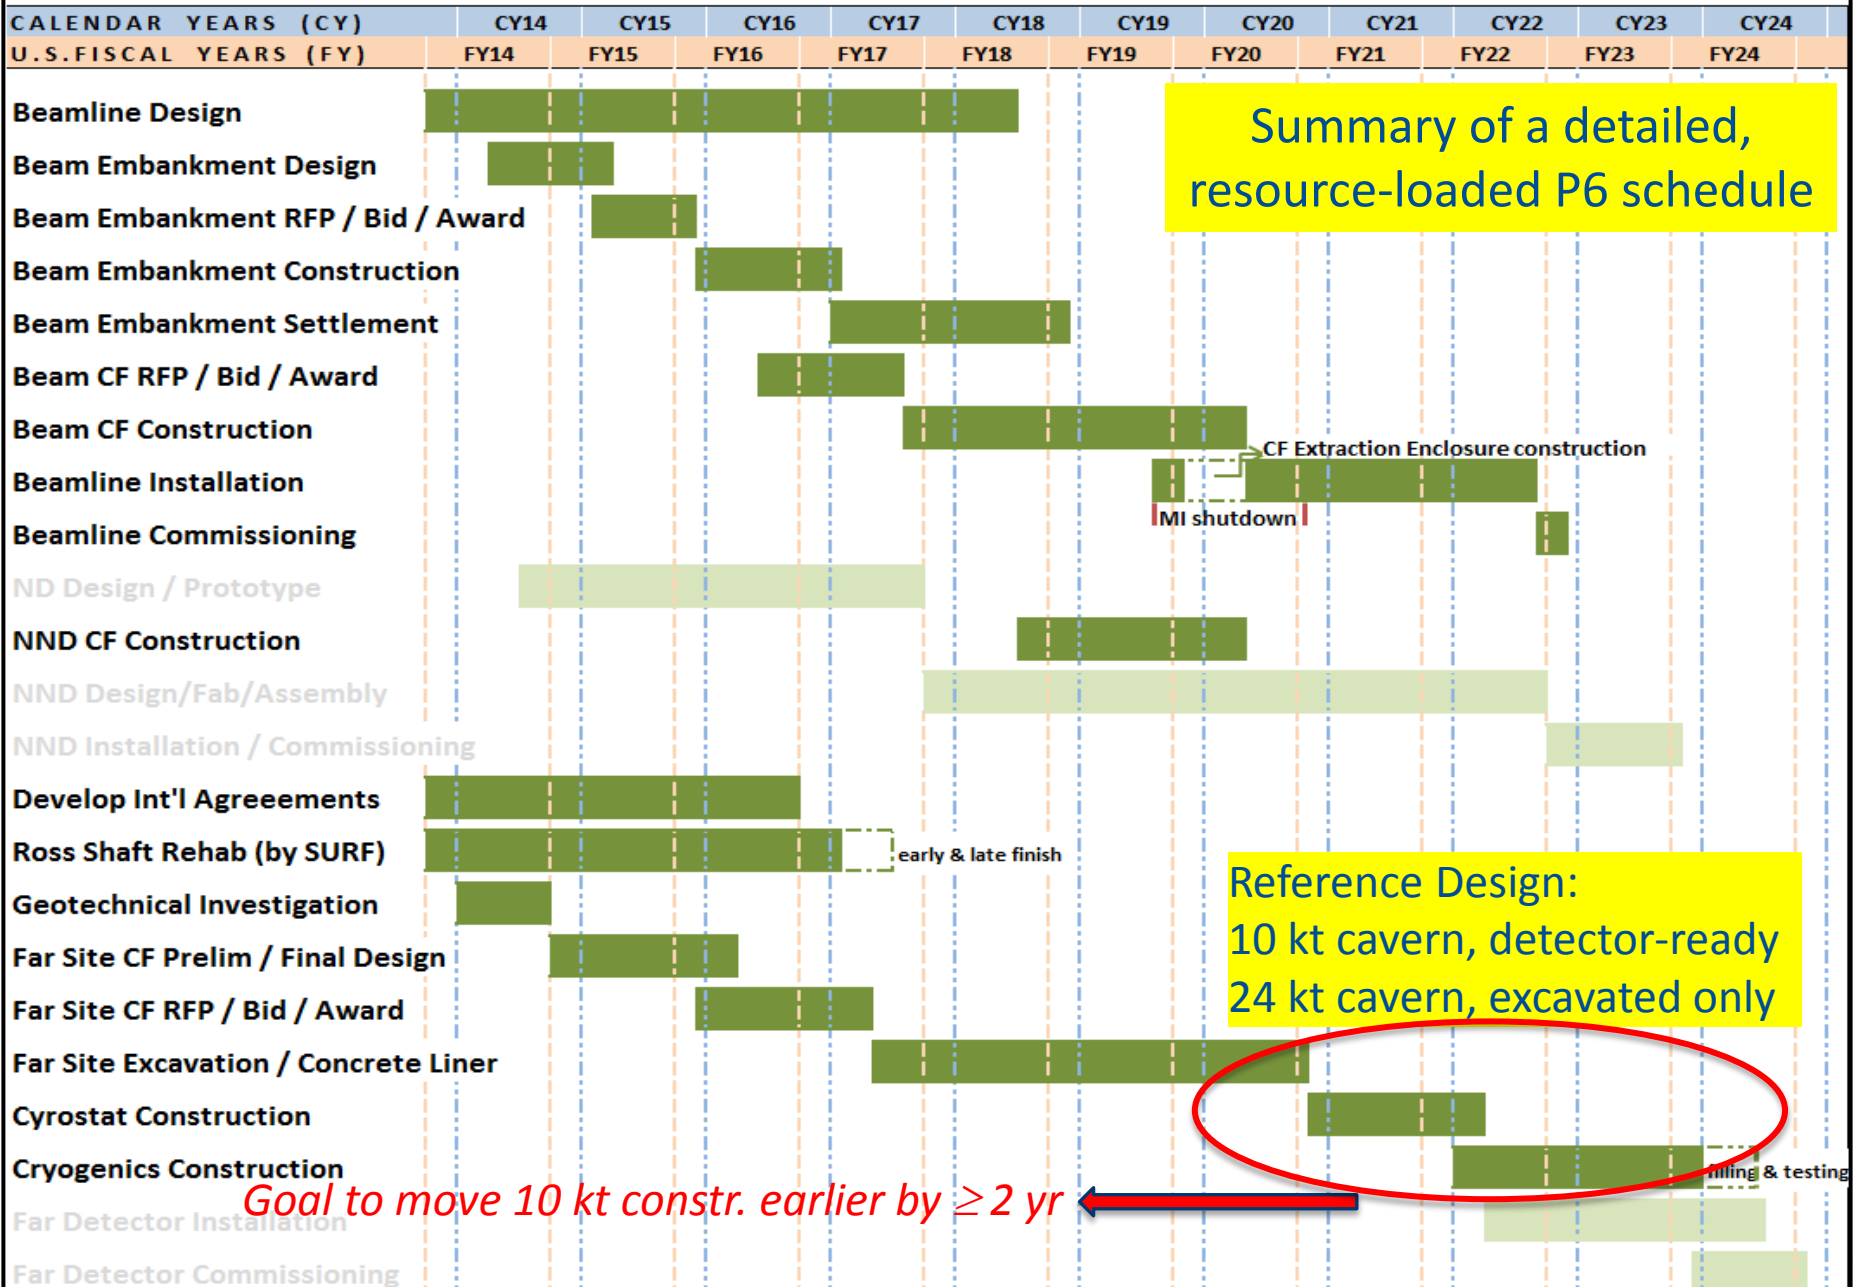 CALENDAR YEARS (CY) CY14 CY15 CY16 CY17 CY18 CY19 CY20 CY21 CY22 CY23 CY24
U.S.FISCAL YEARS (FY) FY14 FY15 FY16 FY17 FY18 FY19 FY20 FY21 FY22 FY23 FY24
Summary of a detailed,
resource-loaded P6 schedule
Beamline Design
Beam Embankment Design
Beam Embankment RFP / Bid / Award
Beam Embankment Construction
Beam Embankment Settlement
Beam CF RFP / Bid / Award
Beam CF Construction
CF Extraction Enclosure construction
Beamline Installation
MI shutdown
Beamline Commissioning
ND Design / Prototype
NND CF Construction
NND Design/Fab/Assembly
NND Installation / Commissioning
Develop Int'l Agreeements
Ross Shaft Rehab (by SURF)
early & late finish
Geotechnical Investigation
Reference Design:
10 kt cavern, detector-ready
24 kt cavern, excavated only
Far Site CF Prelim / Final Design
Far Site CF RFP / Bid / Award
Far Site Excavation / Concrete Liner
Cyrostat Construction
Cryogenics Construction
filling & testing
Goal to move 10 kt constr. earlier by ≥ 2 yr
Far Detector Installation
Far Detector Commissioning